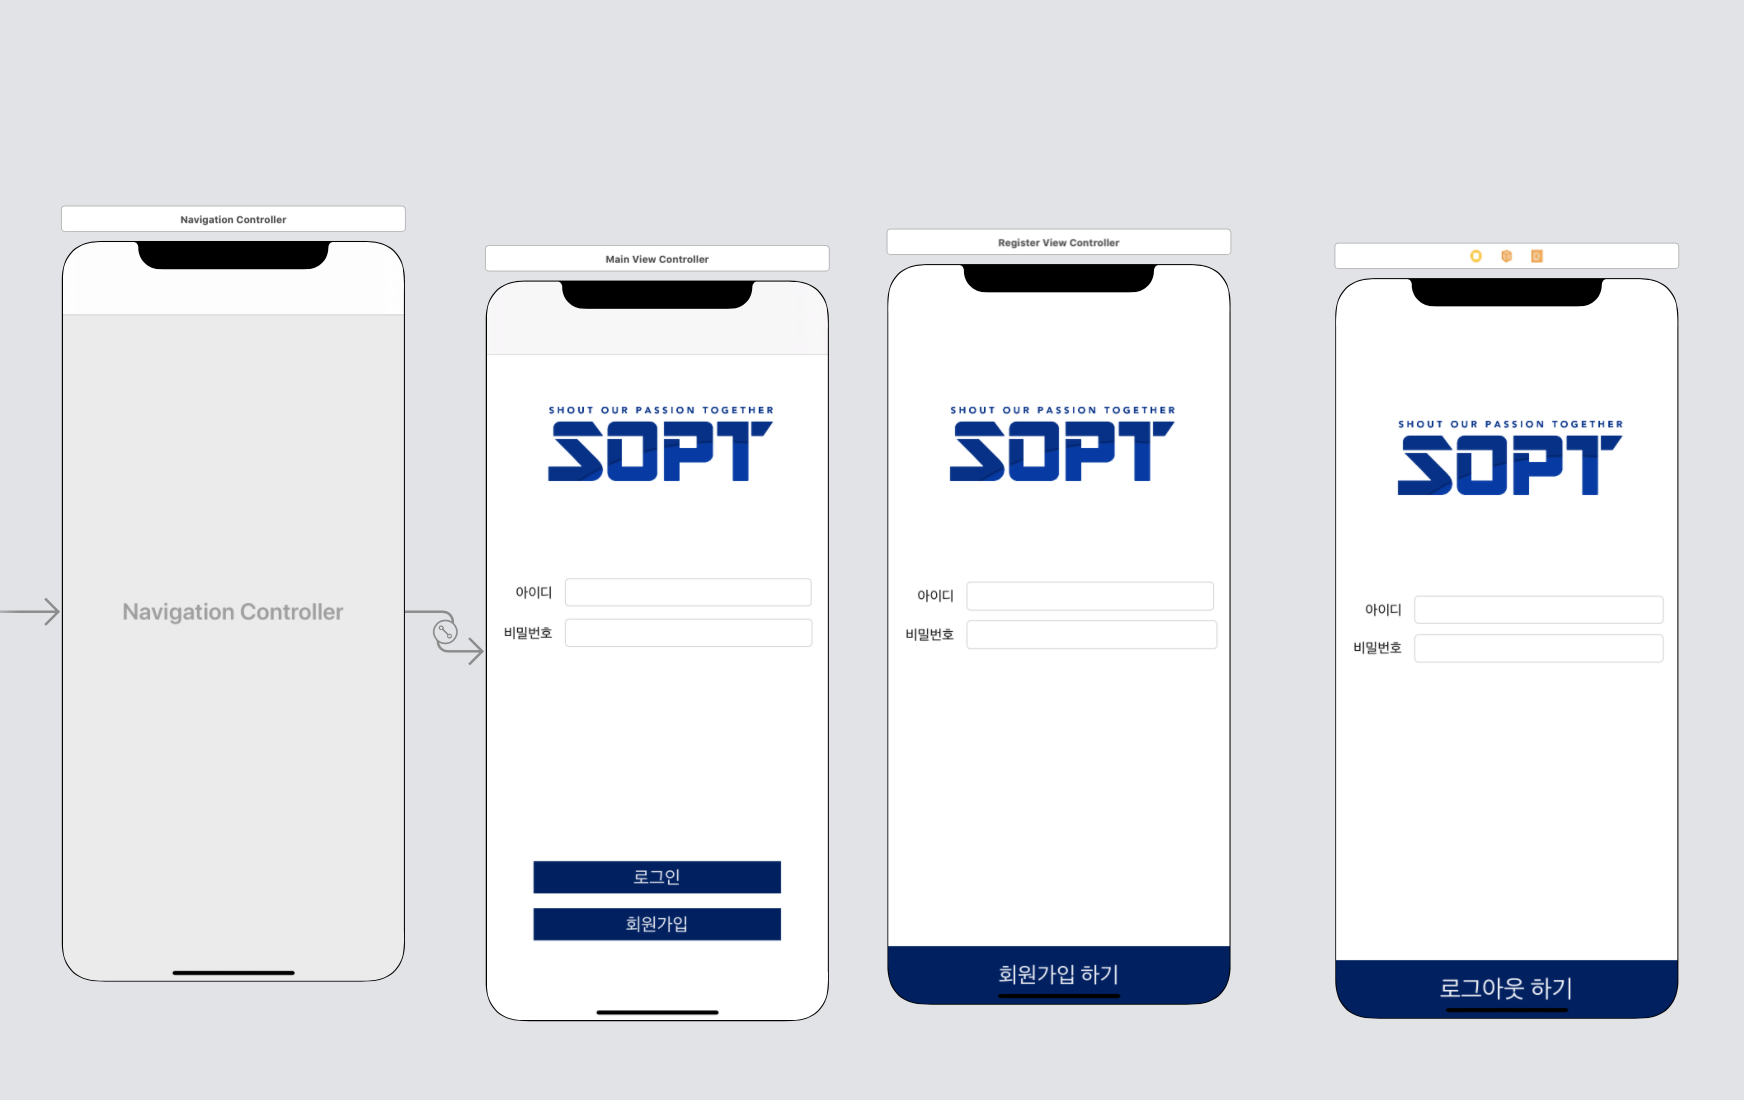 Navigation Controller
Navigation Controller
Main View Controller
SHOUT OUR PASSION TOGETHER
SOPT
아이디
비밀번호
로그인
회원가입
Register View Controller
SHOUT OUR PASSION TOGETHER
SOPT
아이디
비밀번호
회원가입 하기
SHOUT OUR PASSION TOGETHER
SOPT
아이디
비밀번호
로그아웃 하기